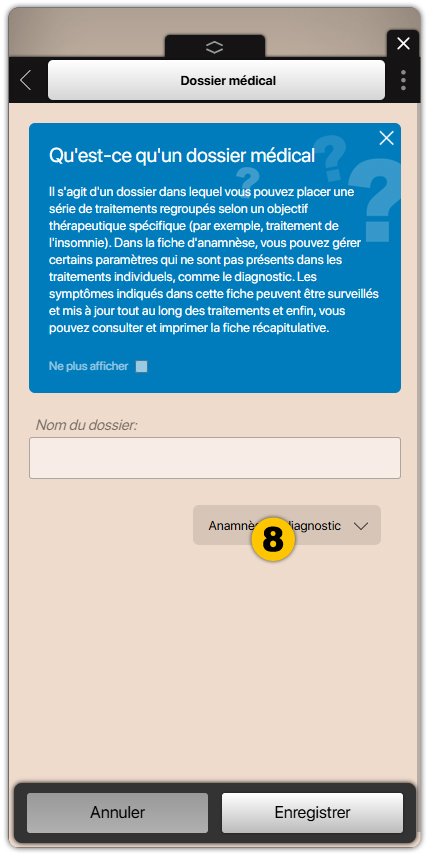 Dossier médical
Qu'est-ce qu'un dossier médical
Il s'agit d'un dossier dans lequel vous pouvez placer une
série de traitements regroupés selon un objectif
thérapeutique spécifique (par exemple, traitement de
l'insomnie). Dans la fiche d'anamnèse, vous pouvez gérer
certains paramètres qui ne sont pas présents dans les
traitements individuels, comme le diagnostic. Les
symptômes indiqués dans cette fiche peuvent être surveillés
et mis à jour tout au long des traitements et enfin, vous
pouvez consulter et imprimer la fiche récapitulative.
Ne plus afficher
Nom du dossier:
8
Annuler Enregistrer